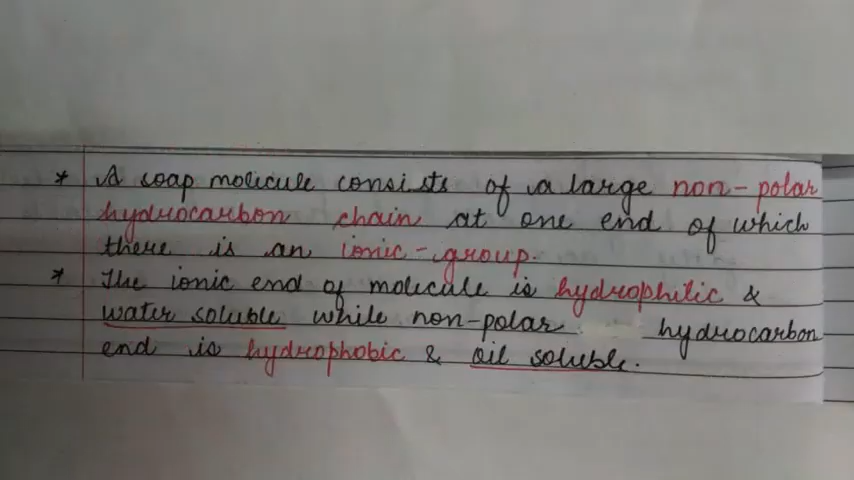 * A soap molicule consists of a large non-polar
hydrocarbon chain at one end of which
there is an ionic-group.
* The ionic end of molecule is hydrophilic &
water soluble while non-polar hydrocarbon
end is hydrophobic & oil soluble.